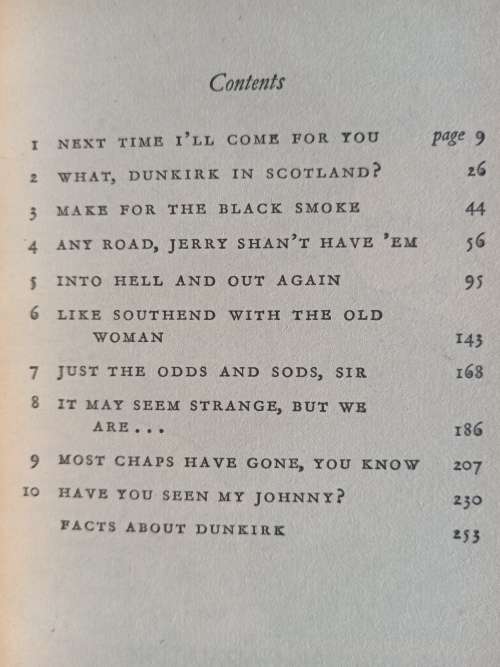 Contents
1 NEXT TIME I'LL COME FOR YOU page 9
2 WHAT, DUNKIRK IN SCOTLAND? 26
3 MAKE FOR THE BLACK SMOKE 44
4 ANY ROAD, JERRY SHAN'T HAVE 'EM 56
5 INTO HELL AND OUT AGAIN 95
6 LIKE SOUTHEND WITH THE OLD
WOMAN 143
7 JUST THE ODDS AND SODS, SIR 168
8 IT MAY SEEM STRANGE, BUT WE
ARE... 186
9 MOST CHAPS HAVE GONE, YOU KNOW 207
10 HAVE YOU SEEN MY JOHNNY? 230
FACTS ABOUT DUNKIRK 253